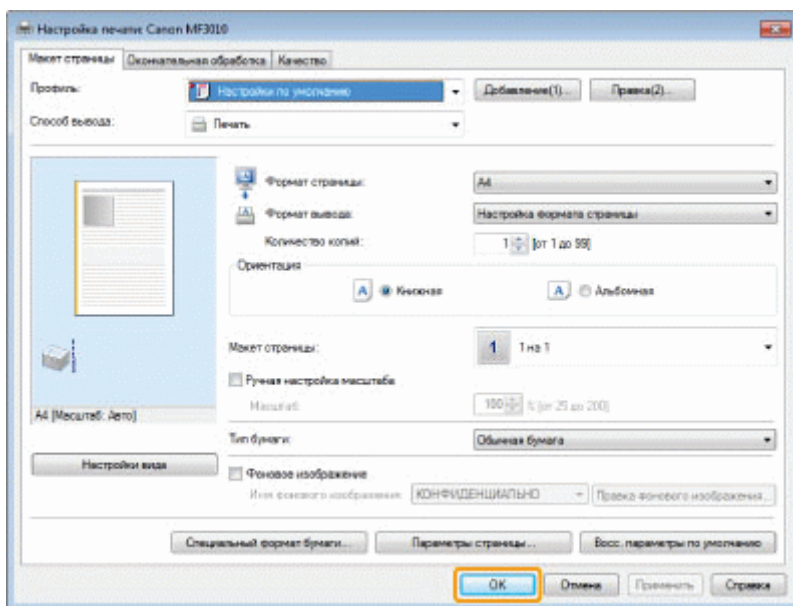 Настройка печати: Canon MF3010
Макет страницы Окончательная обработка Качество
Профиль: Настройки по умолчанию Добавление(1)... Правка(2)...
Способ вывода: Печать
Формат страницы: A4
Формат вывода: Настройка формата страницы
Количество копий: 1 [от 1 до 99]
Ориентация
A Книжная A Альбомная
Макет страницы: 1 1 на 1
Ручная настройка масштаба
Масштаб: 100 % [от 25 до 200]
A4 [Масштаб: Авто]
Тип бумаги: Обычная бумага
Настройки вида
Фоновое изображение
Имя фонового изображения: КОНФИДЕНЦИАЛЬНО Правка фонового изображения...
Специальный формат бумаги... Параметры страницы... Восс. параметры по умолчанию
OK Отмена Применить Справка